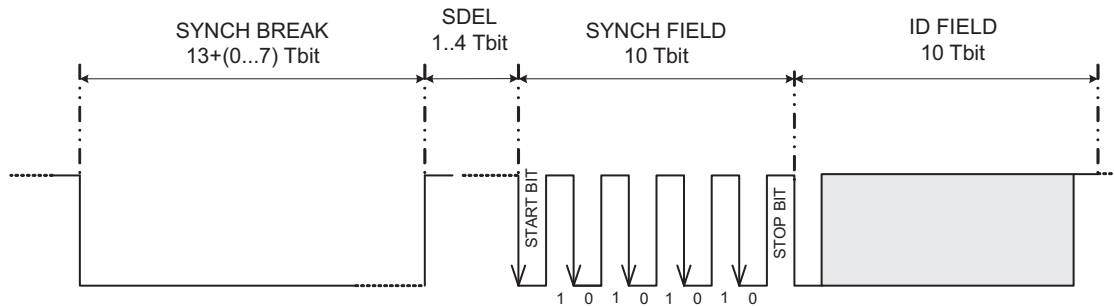 SYNCH BREAK
13+(0...7) Tbit
SDEL
1..4 Tbit
SYNCH FIELD
10 Tbit
ID FIELD
10 Tbit
START BIT
STOP BIT
1 0 1 0 1 0 1 0